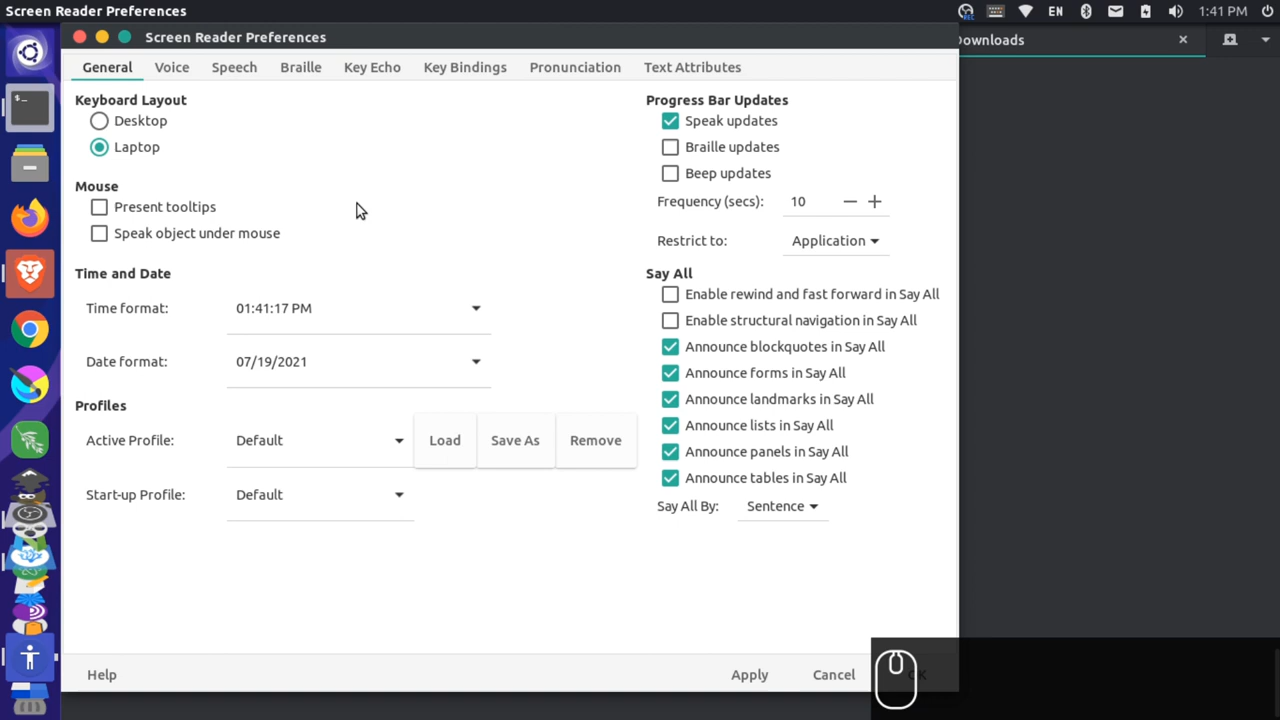 Screen Reader Preferences
REC
EN
1:41 PM
Screen Reader Preferences
Downloads
General Voice Speech Braille Key Echo Key Bindings Pronunciation Text Attributes
Keyboard Layout
Desktop
Laptop
Mouse
Present tooltips
Speak object under mouse
Time and Date
Time format: 01:41:17 PM
Date format: 07/19/2021
Profiles
Active Profile: Default Load Save As Remove
Start-up Profile: Default
Progress Bar Updates
Speak updates
Braille updates
Beep updates
Frequency (secs): 10
Restrict to: Application
Say All
Enable rewind and fast forward in Say All
Enable structural navigation in Say All
Announce blockquotes in Say All
Announce forms in Say All
Announce landmarks in Say All
Announce lists in Say All
Announce panels in Say All
Announce tables in Say All
Say All By: Sentence
Help Apply Cancel OK